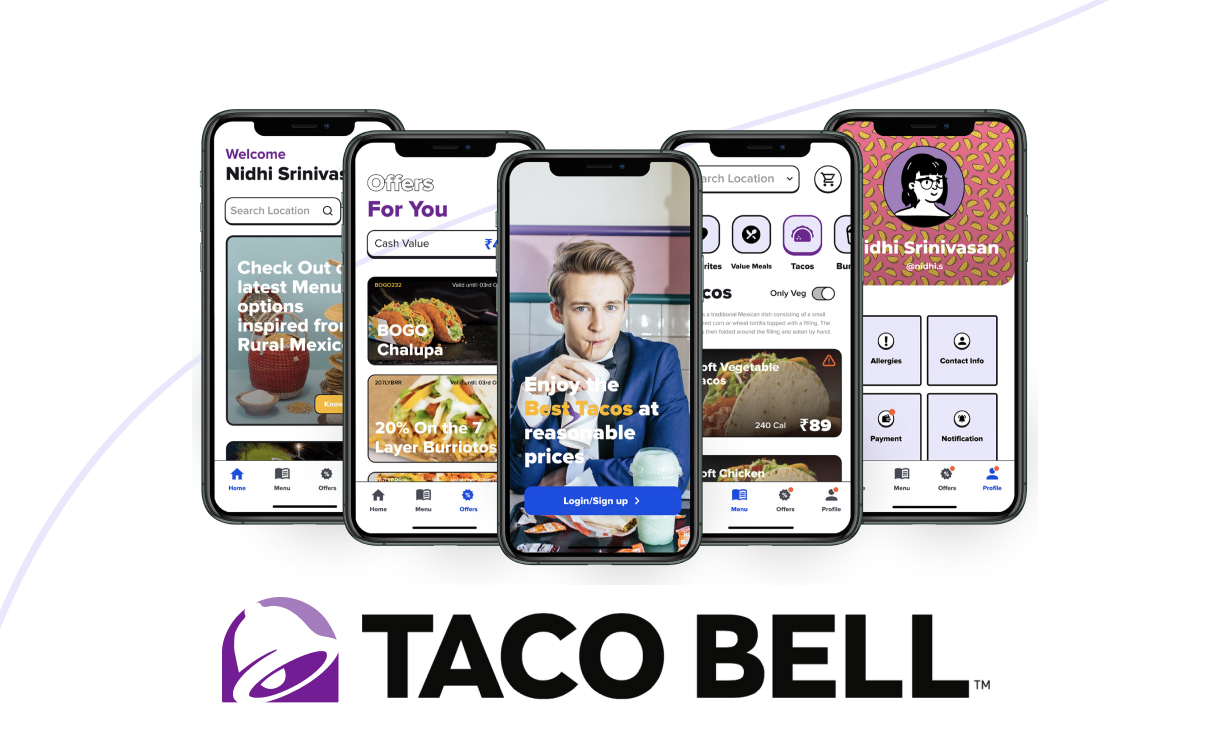 Welcome
Nidhi Srinivas
Search Location
Check Out
latest Menu
options
inspired fro
Rural Mexic
Know
Home
Menu
Offers
Offers
For You
Cash Value
₹4
BOGO232
Valid until: 03rd O
BOGO
Chalupa
207LYBRR
Valid until: 03rd O
20% On the 7
Layer Burriotos
Home
Menu
Offers
Enjoy the
Best Tacos at
reasonable
prices
Login/Sign up
arch Location
rites
Value Meals
Tacos
Bur
cos
Only Veg
s a traditional Mexican dish consisting of a small
corn or wheat tortilla topped with a filling. The
s then folded around the filling and eaten by hand.
oft Vegetable
acos
240 Cal
₹89
oft Chicken
Menu
Offers
Profile
idhi Srinivasan
@nidhi.s
Allergies
Contact Info
Payment
Notification
Menu
Offers
Profile
TACO BELL
TM